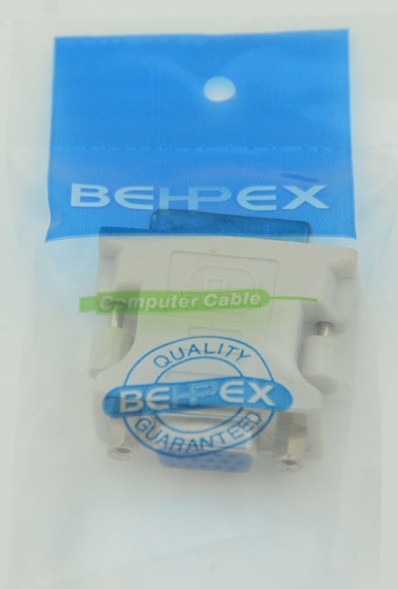 BEHPEX
Computer Cable
QUALITY
BEHPEX
GUARANTEED